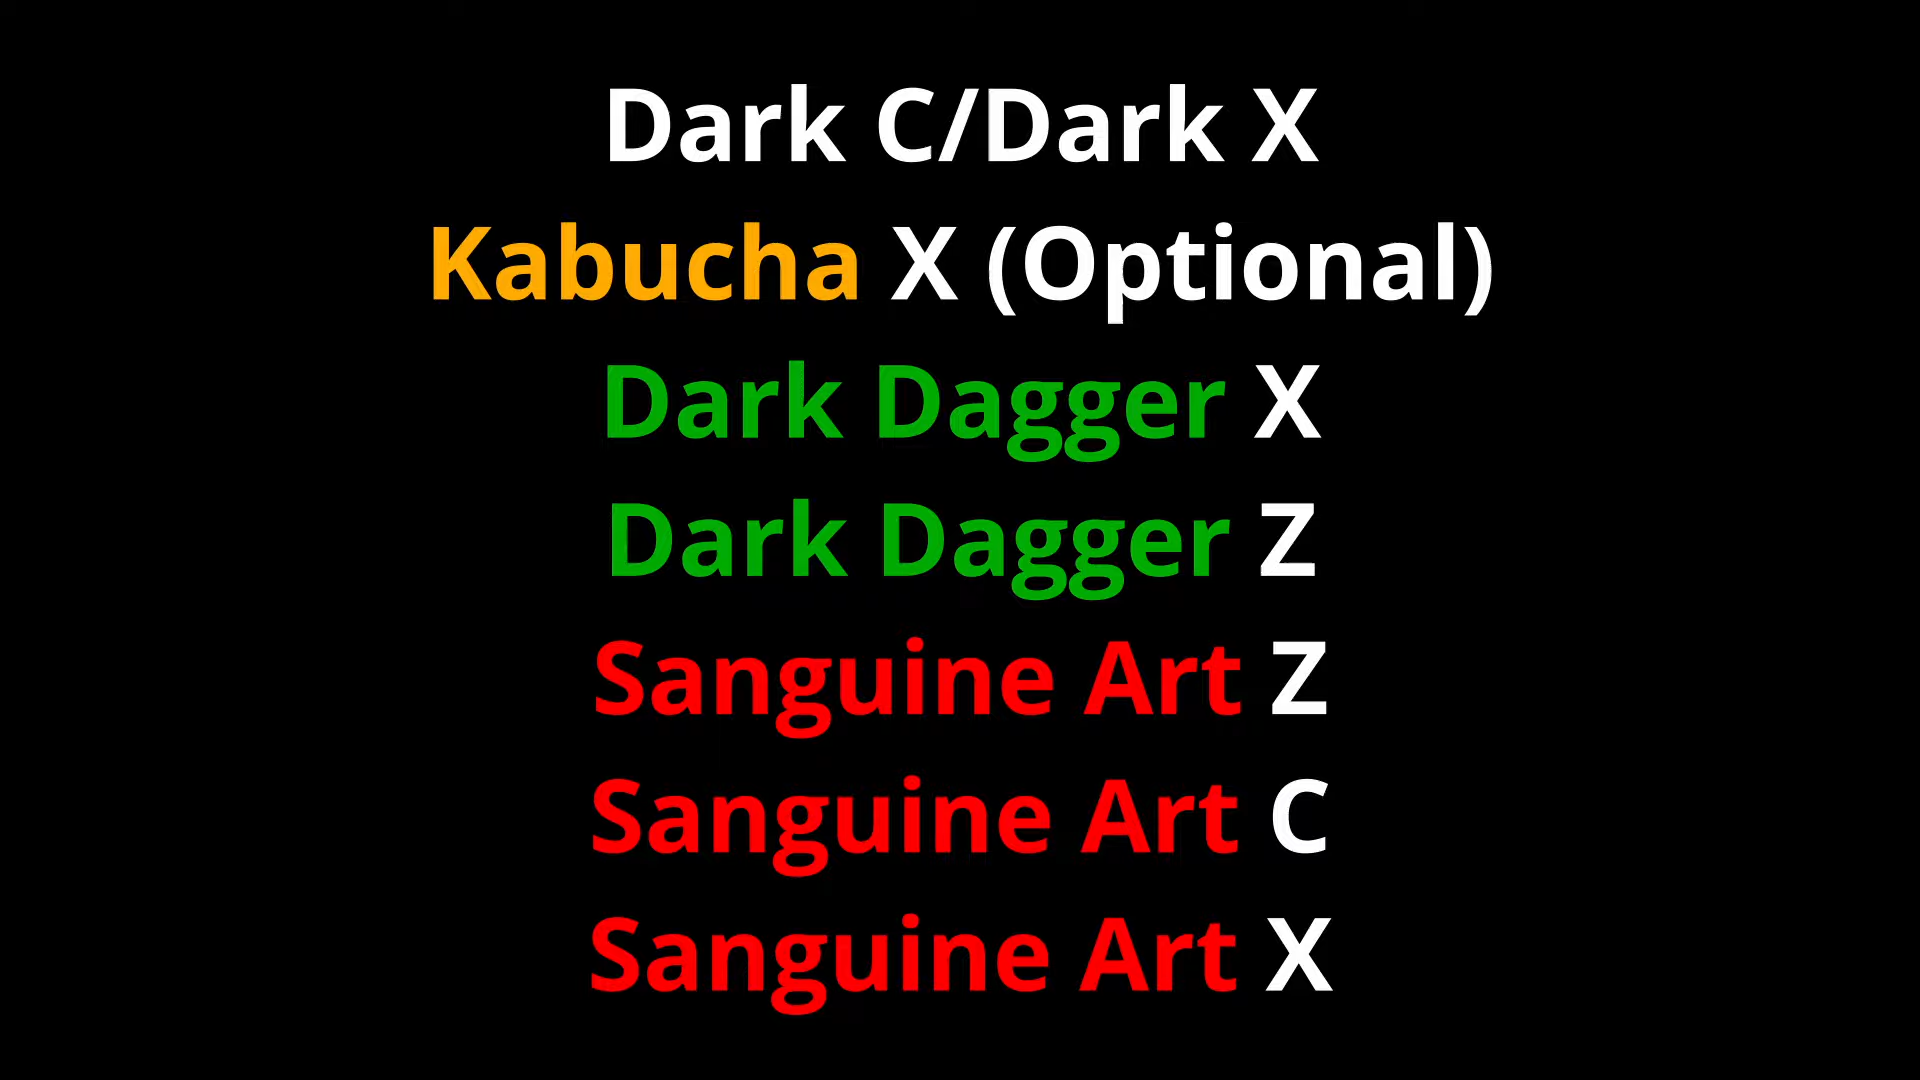 Dark C/Dark X
Kabucha X (Optional)
Dark Dagger X
Dark Dagger Z
Sanguine Art Z
Sanguine Art C
Sanguine Art X